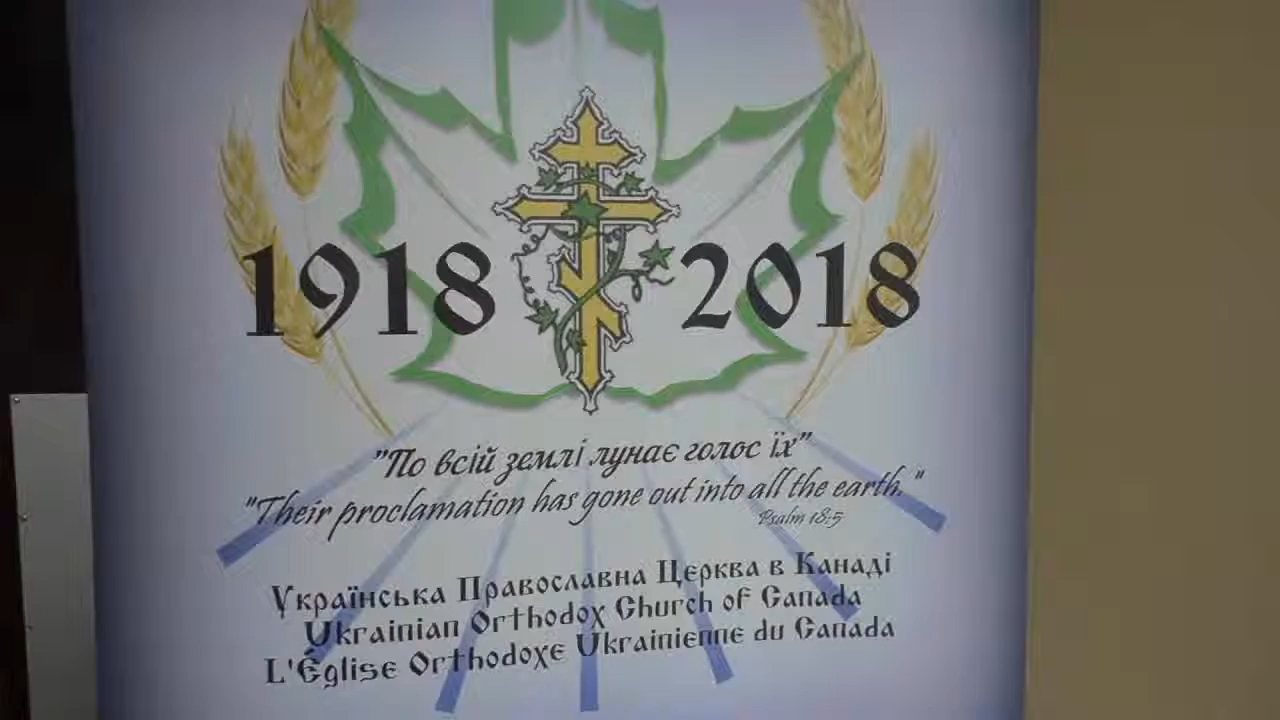 1918 2018
"По всій землі лунає голос їх"
"Their proclamation has gone out into all the earth."
Psalm 18:5
Українська Православна Церква в Канаді
Ukrainian Orthodox Church of Canada
L'Église Orthodoxe Ukrainienne du Canada